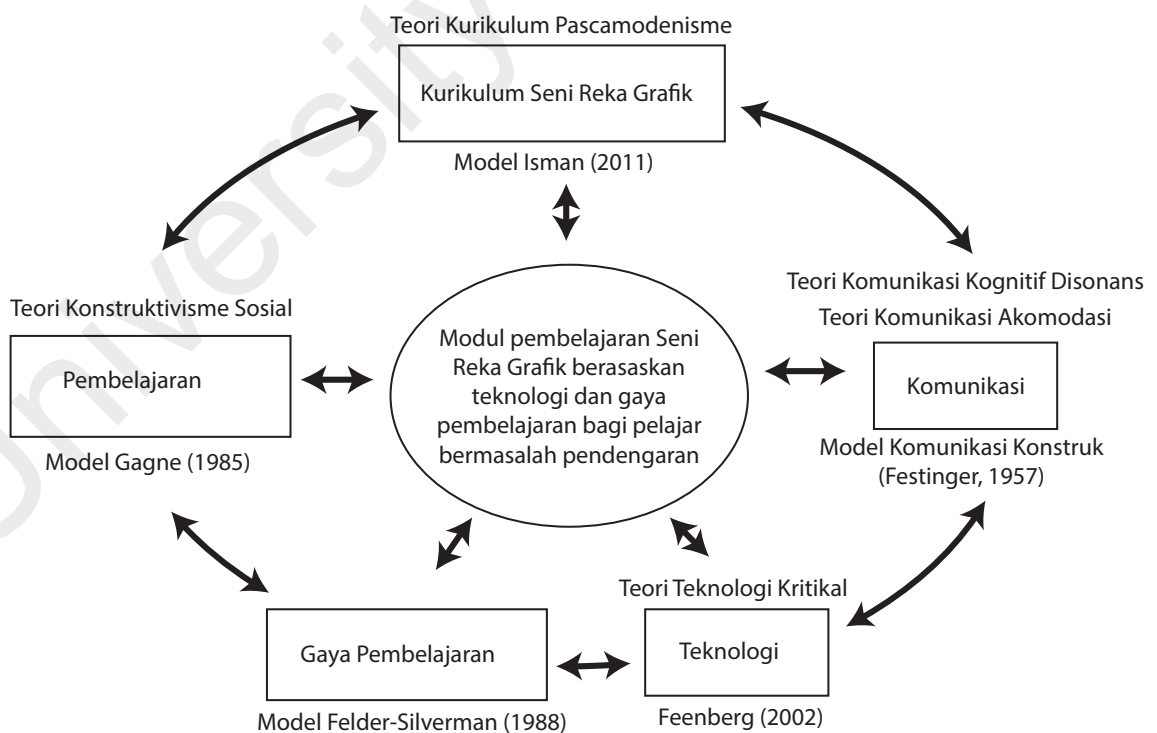 Teori Kurikulum Pascamodenisme
Kurikulum Seni Reka Grafik
Model Isman (2011)
Teori Konstruktivisme Sosial
Pembelajaran
Model Gagne (1985)
Modul pembelajaran Seni
Reka Grafik berasaskan
teknologi dan gaya
pembelajaran bagi pelajar
bermasalah pendengaran
Teori Komunikasi Kognitif Disonans
Teori Komunikasi Akomodasi
Komunikasi
Model Komunikasi Konstruk
(Festinger, 1957)
Gaya Pembelajaran
Model Felder-Silverman (1988)
Teori Teknologi Kritikal
Teknologi
Feenberg (2002)
University